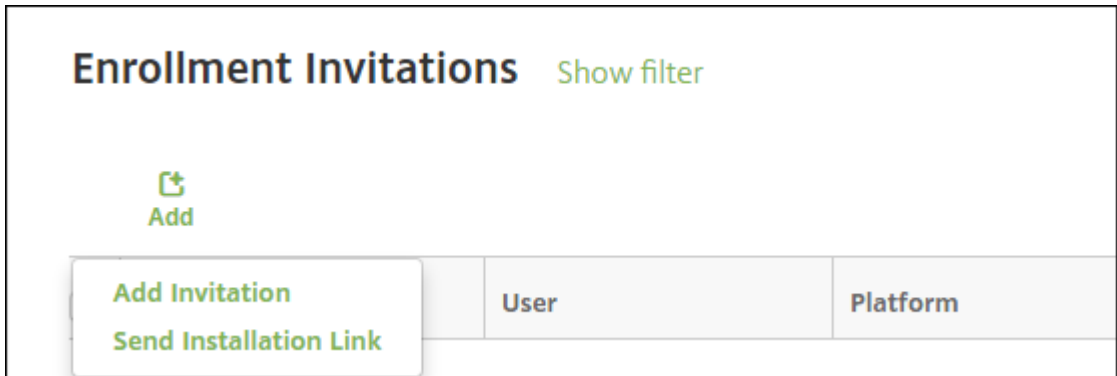 Enrollment Invitations Show filter
Add
Add Invitation
Send Installation Link
User
Platform